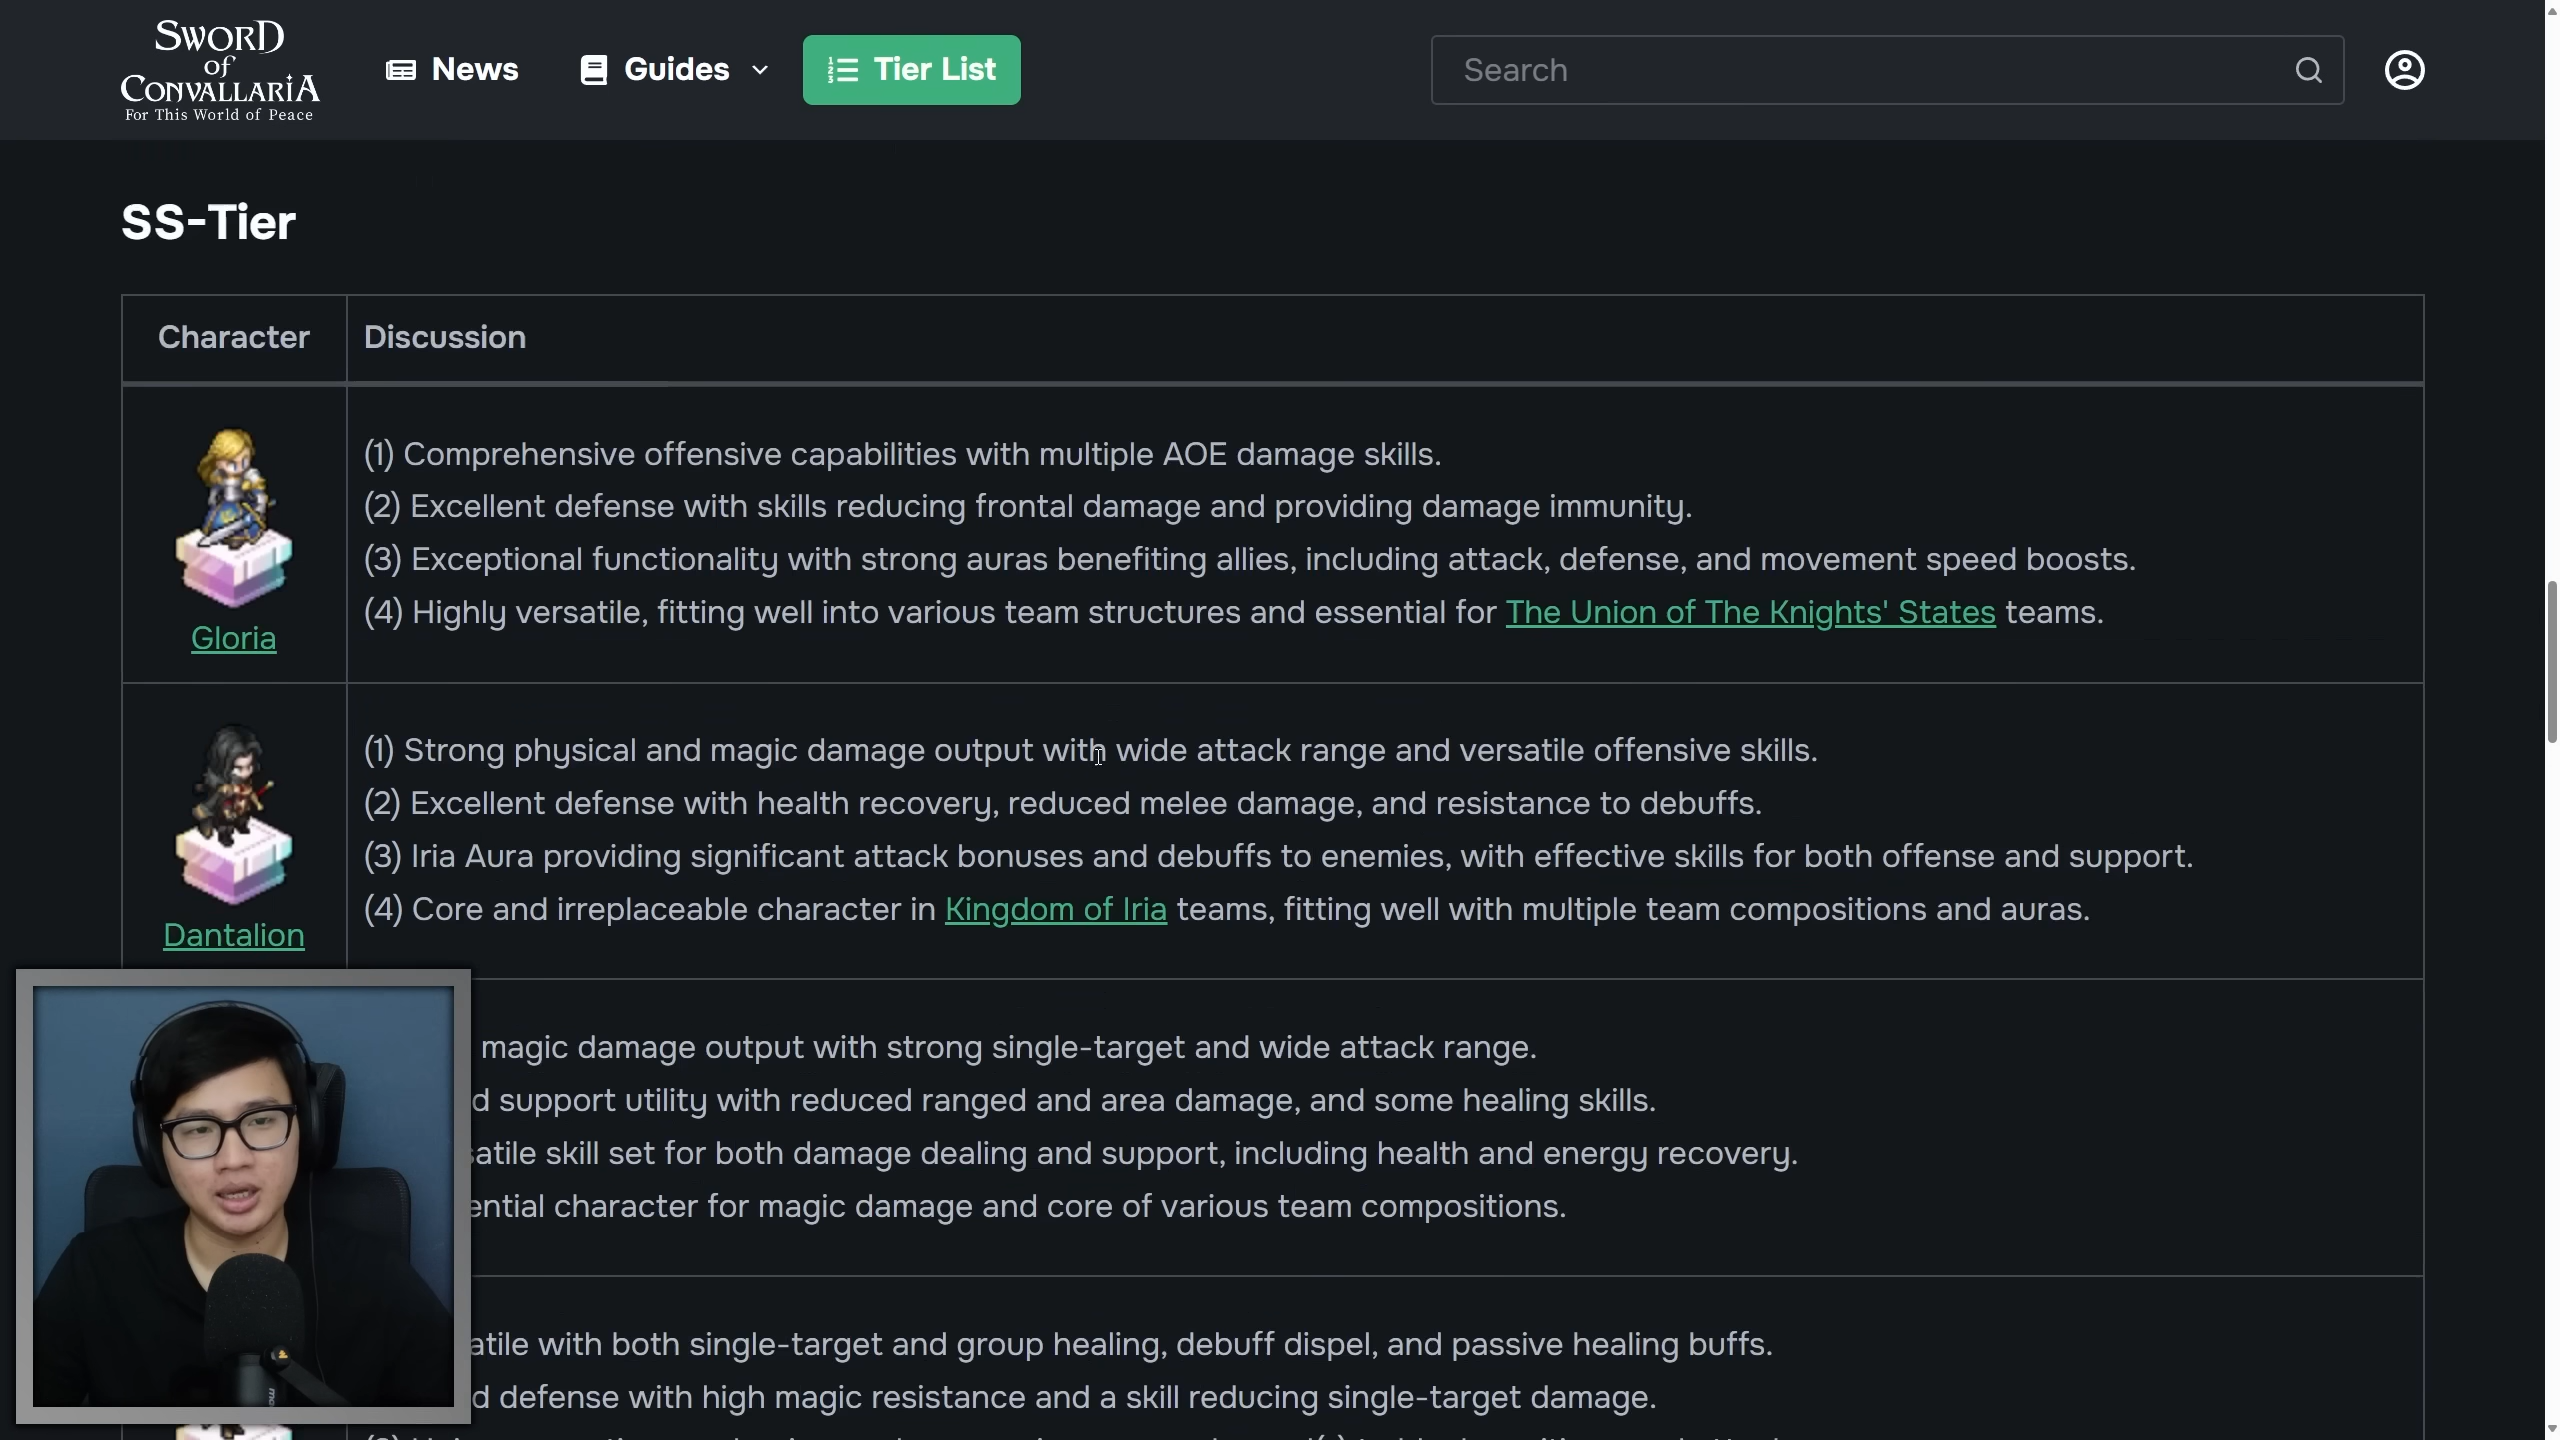 SWORD
of
CONVALLARIA
For This World of Peace
News
Guides
Tier List
Search
SS-Tier
Character
Discussion
(1) Comprehensive offensive capabilities with multiple AOE damage skills.
(2) Excellent defense with skills reducing frontal damage and providing damage immunity.
(3) Exceptional functionality with strong auras benefiting allies, including attack, defense, and movement speed boosts.
(4) Highly versatile, fitting well into various team structures and essential for The Union of The Knights' States teams.
Gloria
(1) Strong physical and magic damage output with wide attack range and versatile offensive skills.
(2) Excellent defense with health recovery, reduced melee damage, and resistance to debuffs.
(3) Iria Aura providing significant attack bonuses and debuffs to enemies, with effective skills for both offense and support.
(4) Core and irreplaceable character in Kingdom of Iria teams, fitting well with multiple team compositions and auras.
Dantalion
magic damage output with strong single-target and wide attack range.
support utility with reduced ranged and area damage, and some healing skills.
skill set for both damage dealing and support, including health and energy recovery.
character for magic damage and core of various team compositions.
with both single-target and group healing, debuff dispel, and passive healing buffs.
defense with high magic resistance and a skill reducing single-target damage.